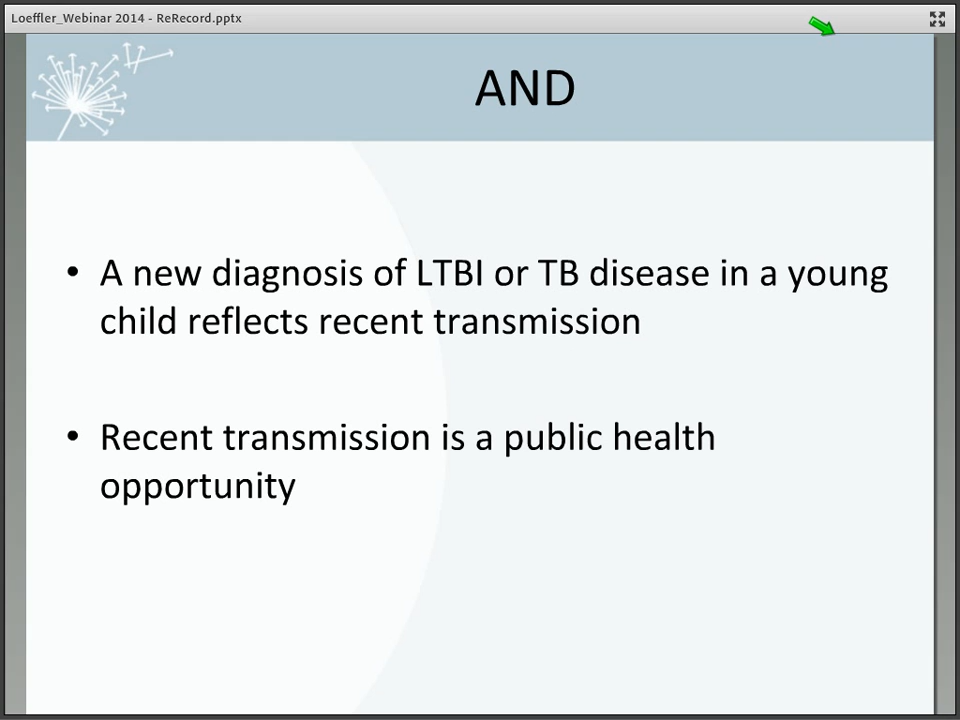 Loeffler_Webinar 2014 - ReRecord.pptx
AND
• A new diagnosis of LTBI or TB disease in a young
child reflects recent transmission
• Recent transmission is a public health
opportunity